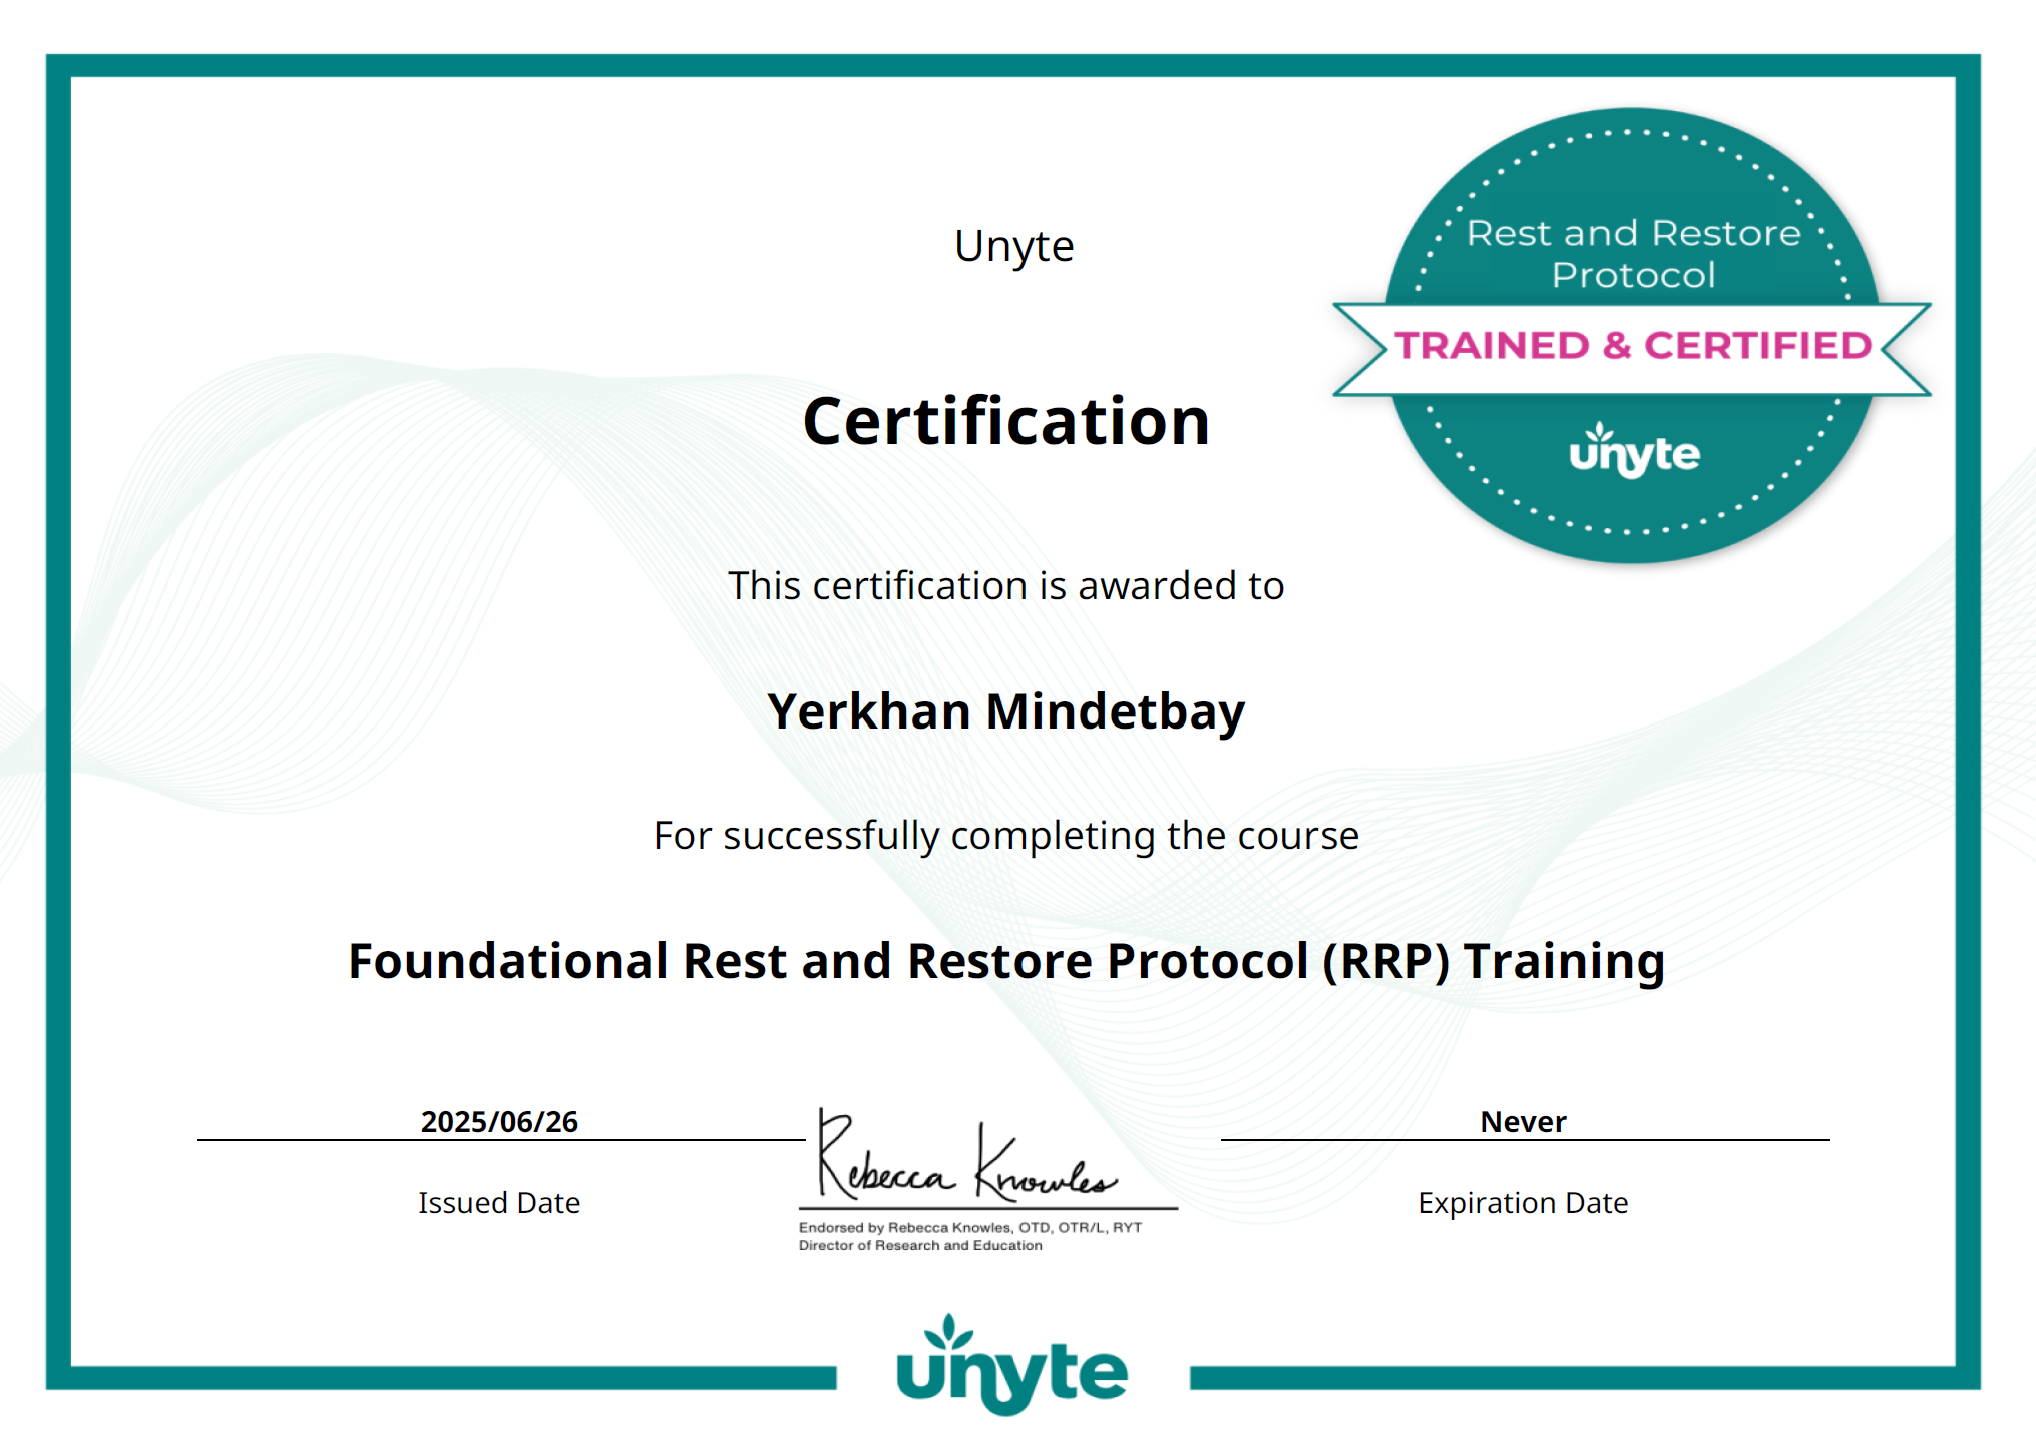 Unyte
Rest and Restore
Protocol
TRAINED & CERTIFIED
unyte
Certification
This certification is awarded to
Yerkhan Mindetbay
For successfully completing the course
Foundational Rest and Restore Protocol (RRP) Training
2025/06/26
Issued Date
Rebecca Knowles
Endorsed by Rebecca Knowles, OTD, OTR/L, RYT
Director of Research and Education
Never
Expiration Date
unyte